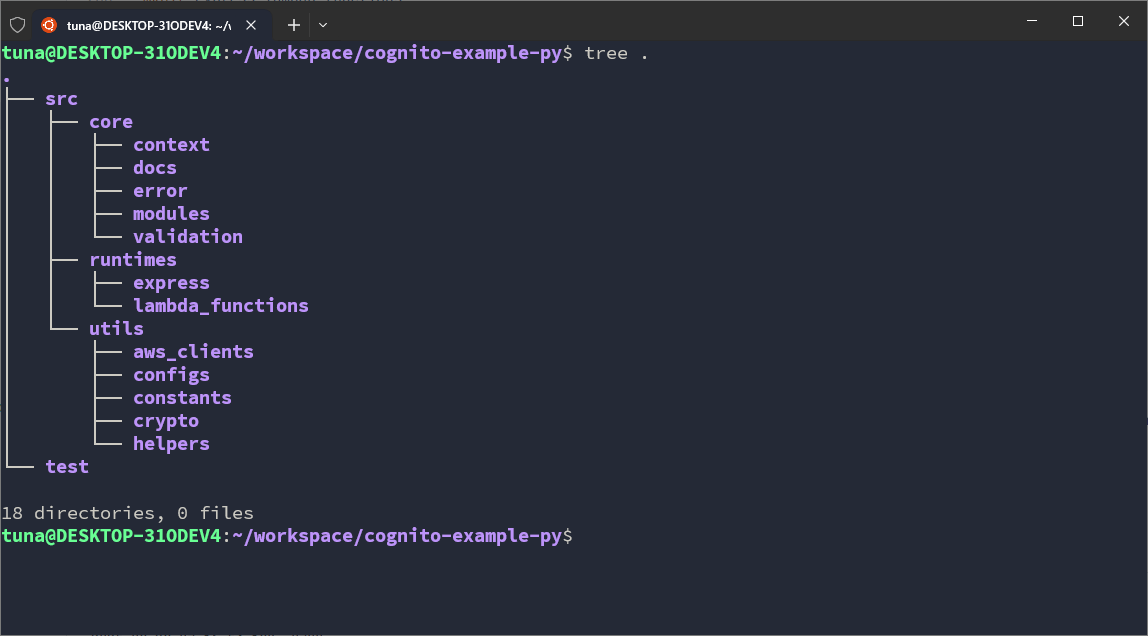 tuna@DESKTOP-31ODEV4: ~/v
tuna@DESKTOP-31ODEV4:~/workspace/cognito-example-py$ tree .
.
├── src
│   ├── core
│   │   ├── context
│   │   ├── docs
│   │   ├── error
│   │   ├── modules
│   │   └── validation
│   ├── runtimes
│   │   ├── express
│   │   └── lambda_functions
│   └── utils
│       ├── aws_clients
│       ├── configs
│       ├── constants
│       ├── crypto
│       └── helpers
└── test
18 directories, 0 files
tuna@DESKTOP-31ODEV4:~/workspace/cognito-example-py$